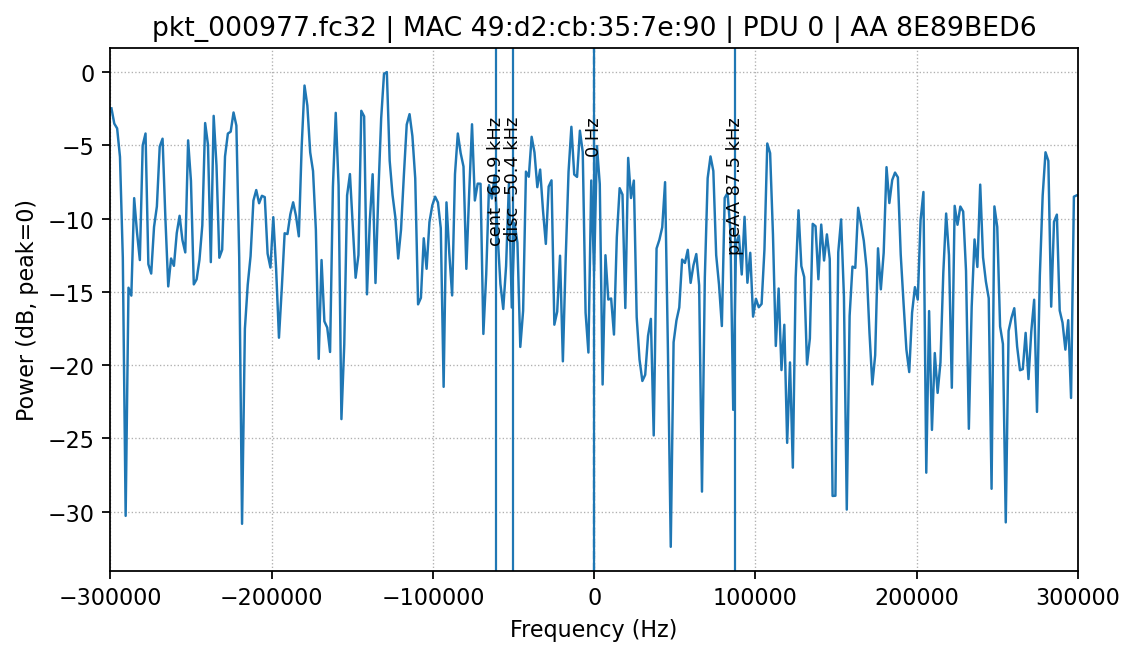 pkt_000977.fc32 | MAC 49:d2:cb:35:7e:90 | PDU 0 | AA 8E89BED6
Power (dB, peak=0)
0
−5
−10
−15
−20
−25
−30
cent -60.9 kHz
disc -50.4 kHz
0 Hz
preAA 87.5 kHz
−300000
−200000
−100000
0
100000
200000
300000
Frequency (Hz)